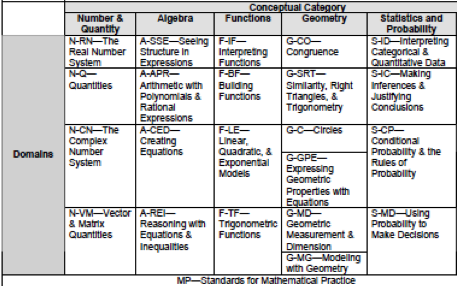 Conceptual Category
Number &
Quantity
Algebra
Functions
Geometry
Statistics and
Probability
Domains
N-RN—The
Real Number
System
A-SSE—Seeing
Structure in
Expressions
F-IF—
Interpreting
Functions
G-CO—
Congruence
S-ID—Interpreting
Categorical &
Quantitative Data
N-Q—
Quantities
A-APR—
Arithmetic with
Polynomials &
Rational
Expressions
F-BF—
Building
Functions
G-SRT—
Similarity, Right
Triangles, &
Trigonometry
S-IC—Making
Inferences &
Justifying
Conclusions
N-CN—The
Complex
Number
System
A-CED—
Creating
Equations
F-LE—
Linear,
Quadratic, &
Exponential
Models
G-C—Circles
G-GPE—
Expressing
Geometric
Properties with
Equations
S-CP—
Conditional
Probability & the
Rules of
Probability
N-VM—Vector
& Matrix
Quantities
A-REI—
Reasoning with
Equations &
Inequalities
F-TF—
Trigonometric
Functions
G-MD—
Geometric
Measurement &
Dimension
G-MG—Modeling
with Geometry
S-MD—Using
Probability to
Make Decisions
MP—Standards for Mathematical Practice